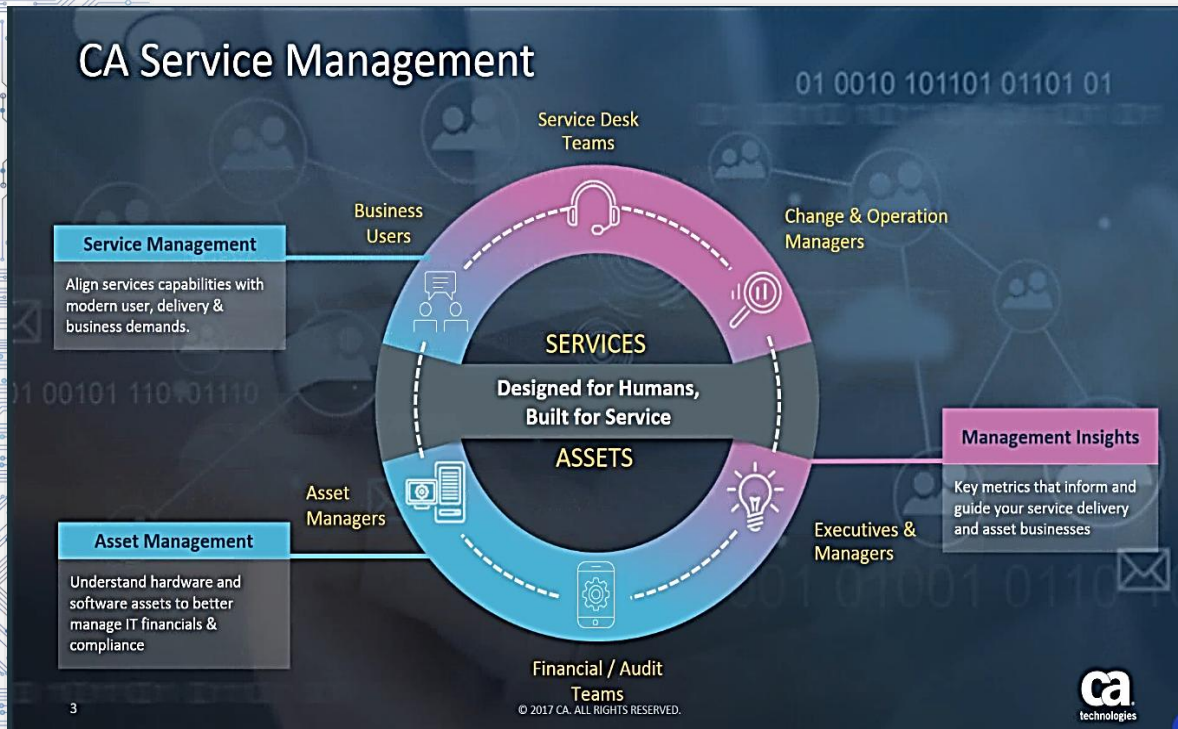 CA Service Management
01 0010 101101 01101 01
Service Desk
Teams
Business
Users
Change & Operation
Managers
Service Management
Align services capabilities with
modern user, delivery &
business demands.
SERVICES
Designed for Humans,
Built for Service
ASSETS
Management Insights
Key metrics that inform and
guide your service delivery
and asset businesses
Asset
Managers
Executives &
Managers
Asset Management
Understand hardware and
software assets to better
manage IT financials &
compliance
Financial / Audit
Teams
3
© 2017 CA. ALL RIGHTS RESERVED.
ca
technologies